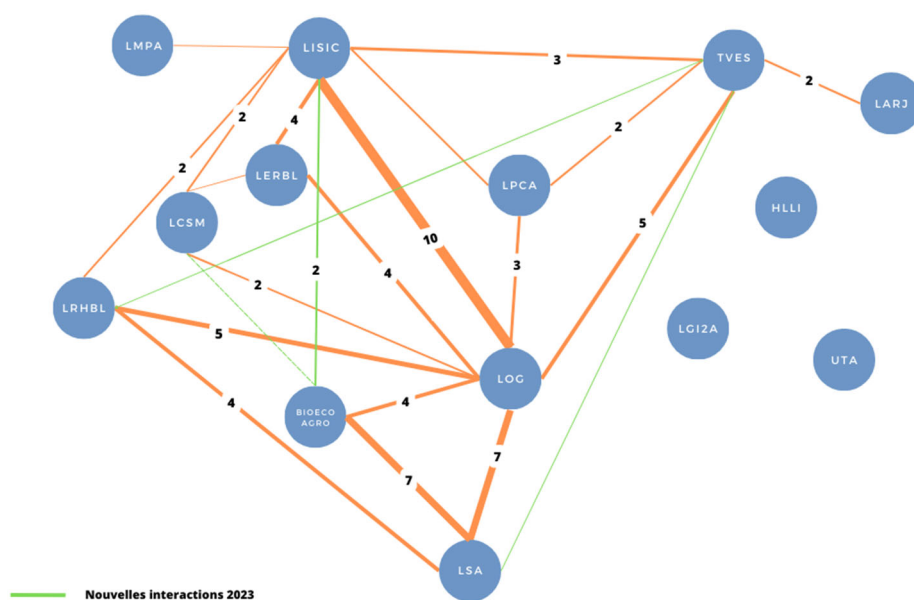 LMPA
LISIC
3
TVES
2
LARJ
2
2
4
2
LERBL
LPCA
HLLI
LCSM
10
5
2
4
3
2
LRHBL
5
LGI2A
UTA
LOG
4
4
BIOECO
AGRO
7
7
LSA
Nouvelles interactions 2023